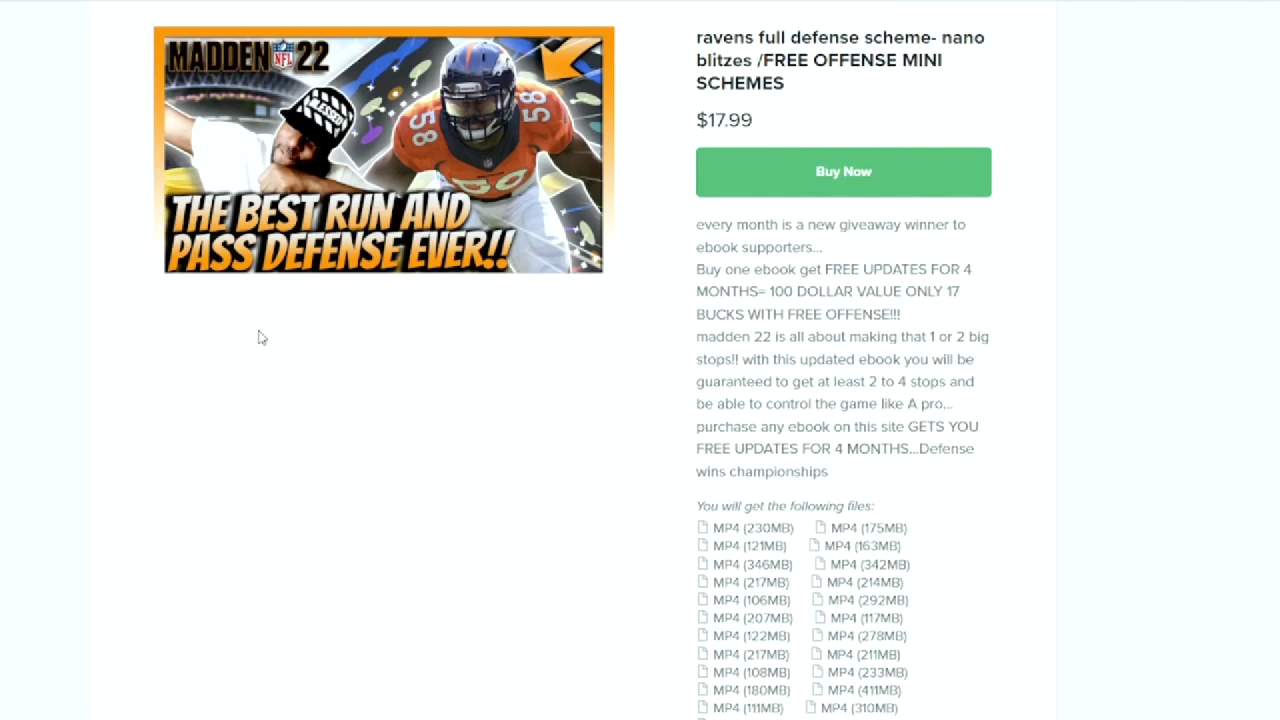 MADDEN NFL 22
BLESSED
58
58
58
THE BEST RUN AND
PASS DEFENSE EVER!!
ravens full defense scheme- nano
blitzes /FREE OFFENSE MINI
SCHEMES
$17.99
Buy Now
every month is a new giveaway winner to
ebook supporters...
Buy one ebook get FREE UPDATES FOR 4
MONTHS= 100 DOLLAR VALUE ONLY 17
BUCKS WITH FREE OFFENSE!!!
madden 22 is all about making that 1 or 2 big
stops!! with this updated ebook you will be
guaranteed to get at least 2 to 4 stops and
be able to control the game like A pro...
purchase any ebook on this site GETS YOU
FREE UPDATES FOR 4 MONTHS...Defense
wins championships
You will get the following files:
MP4 (230MB) MP4 (175MB)
MP4 (121MB) MP4 (163MB)
MP4 (346MB) MP4 (342MB)
MP4 (217MB) MP4 (214MB)
MP4 (106MB) MP4 (292MB)
MP4 (207MB) MP4 (117MB)
MP4 (122MB) MP4 (278MB)
MP4 (217MB) MP4 (211MB)
MP4 (108MB) MP4 (233MB)
MP4 (180MB) MP4 (411MB)
MP4 (111MB) MP4 (310MB)